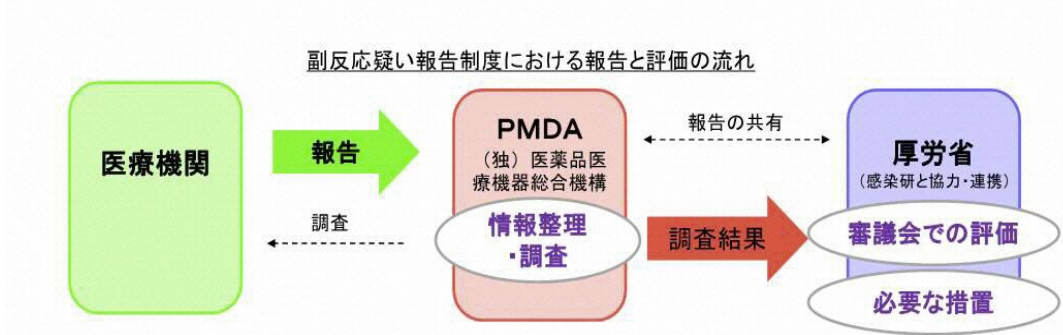 副反応疑い報告制度における報告と評価の流れ
医療機関
報告
調査
PMDA
（独）医薬品医
療機器総合機構
情報整理
・調査
報告の共有
調査結果
厚労省
（感染研と協力・連携）
審議会での評価
必要な措置